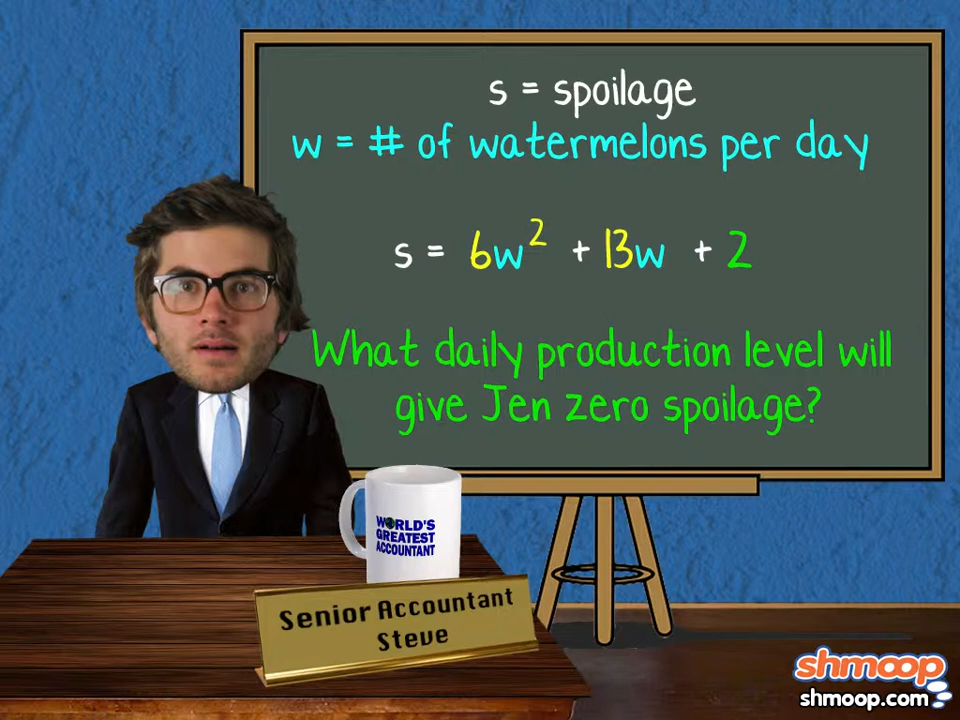 s = spoilage
w = # of watermelons per day
s = 6w² + 13w + 2
What daily production level will
give Jen zero spoilage?
WORLD'S
GREATEST
ACCOUNTANT
Senior Accountant
Steve
shmoop
shmoop.com